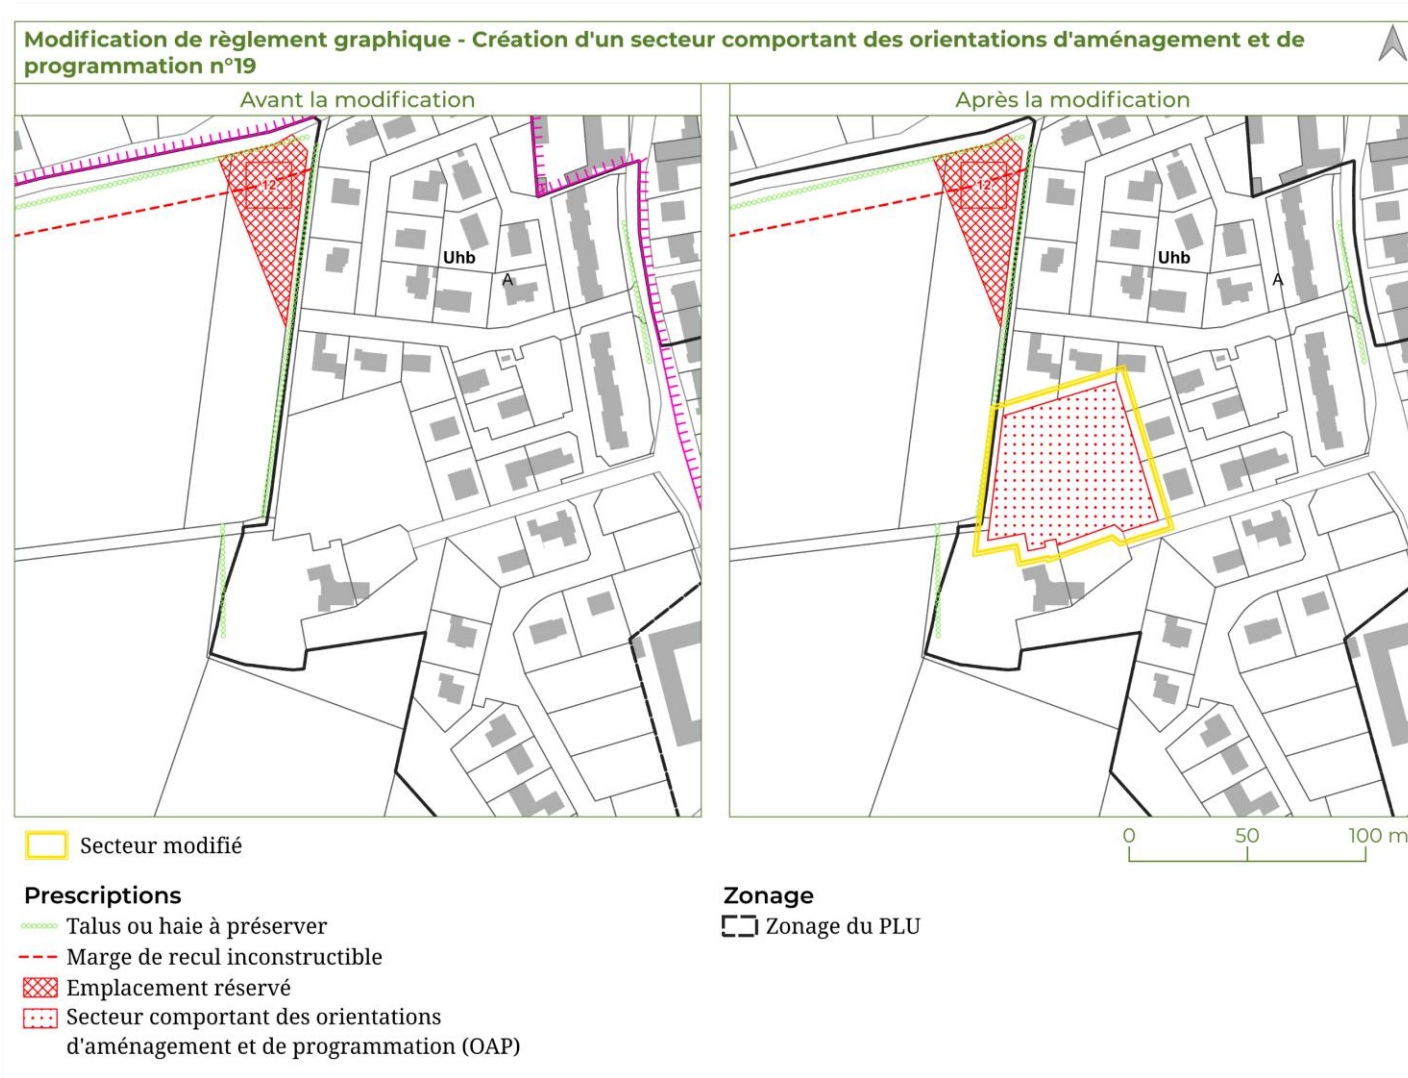 Modification de règlement graphique - Création d'un secteur comportant des orientations d'aménagement et de
programmation n°19
Avant la modification
Après la modification
12
Uhb
A
12
Uhb
A
Secteur modifié
0 50 100 m
Prescriptions
Talus ou haie à préserver
Marge de recul inconstructible
Emplacement réservé
Secteur comportant des orientations
d'aménagement et de programmation (OAP)
Zonage
Zonage du PLU